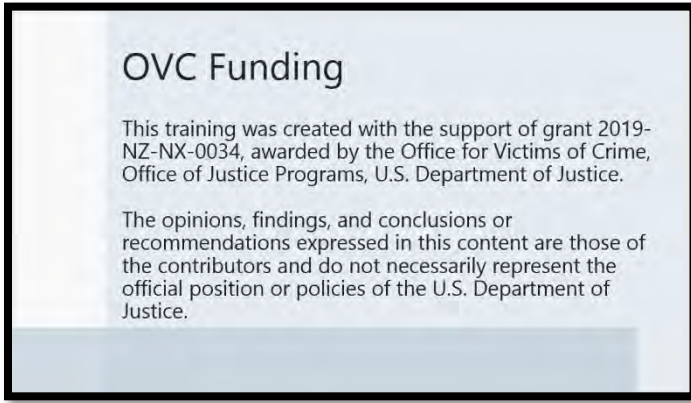 OVC Funding
This training was created with the support of grant 2019-
NZ-NX-0034, awarded by the Office for Victims of Crime,
Office of Justice Programs, U.S. Department of Justice.
The opinions, findings, and conclusions or
recommendations expressed in this content are those of
the contributors and do not necessarily represent the
official position or policies of the U.S. Department of
Justice.